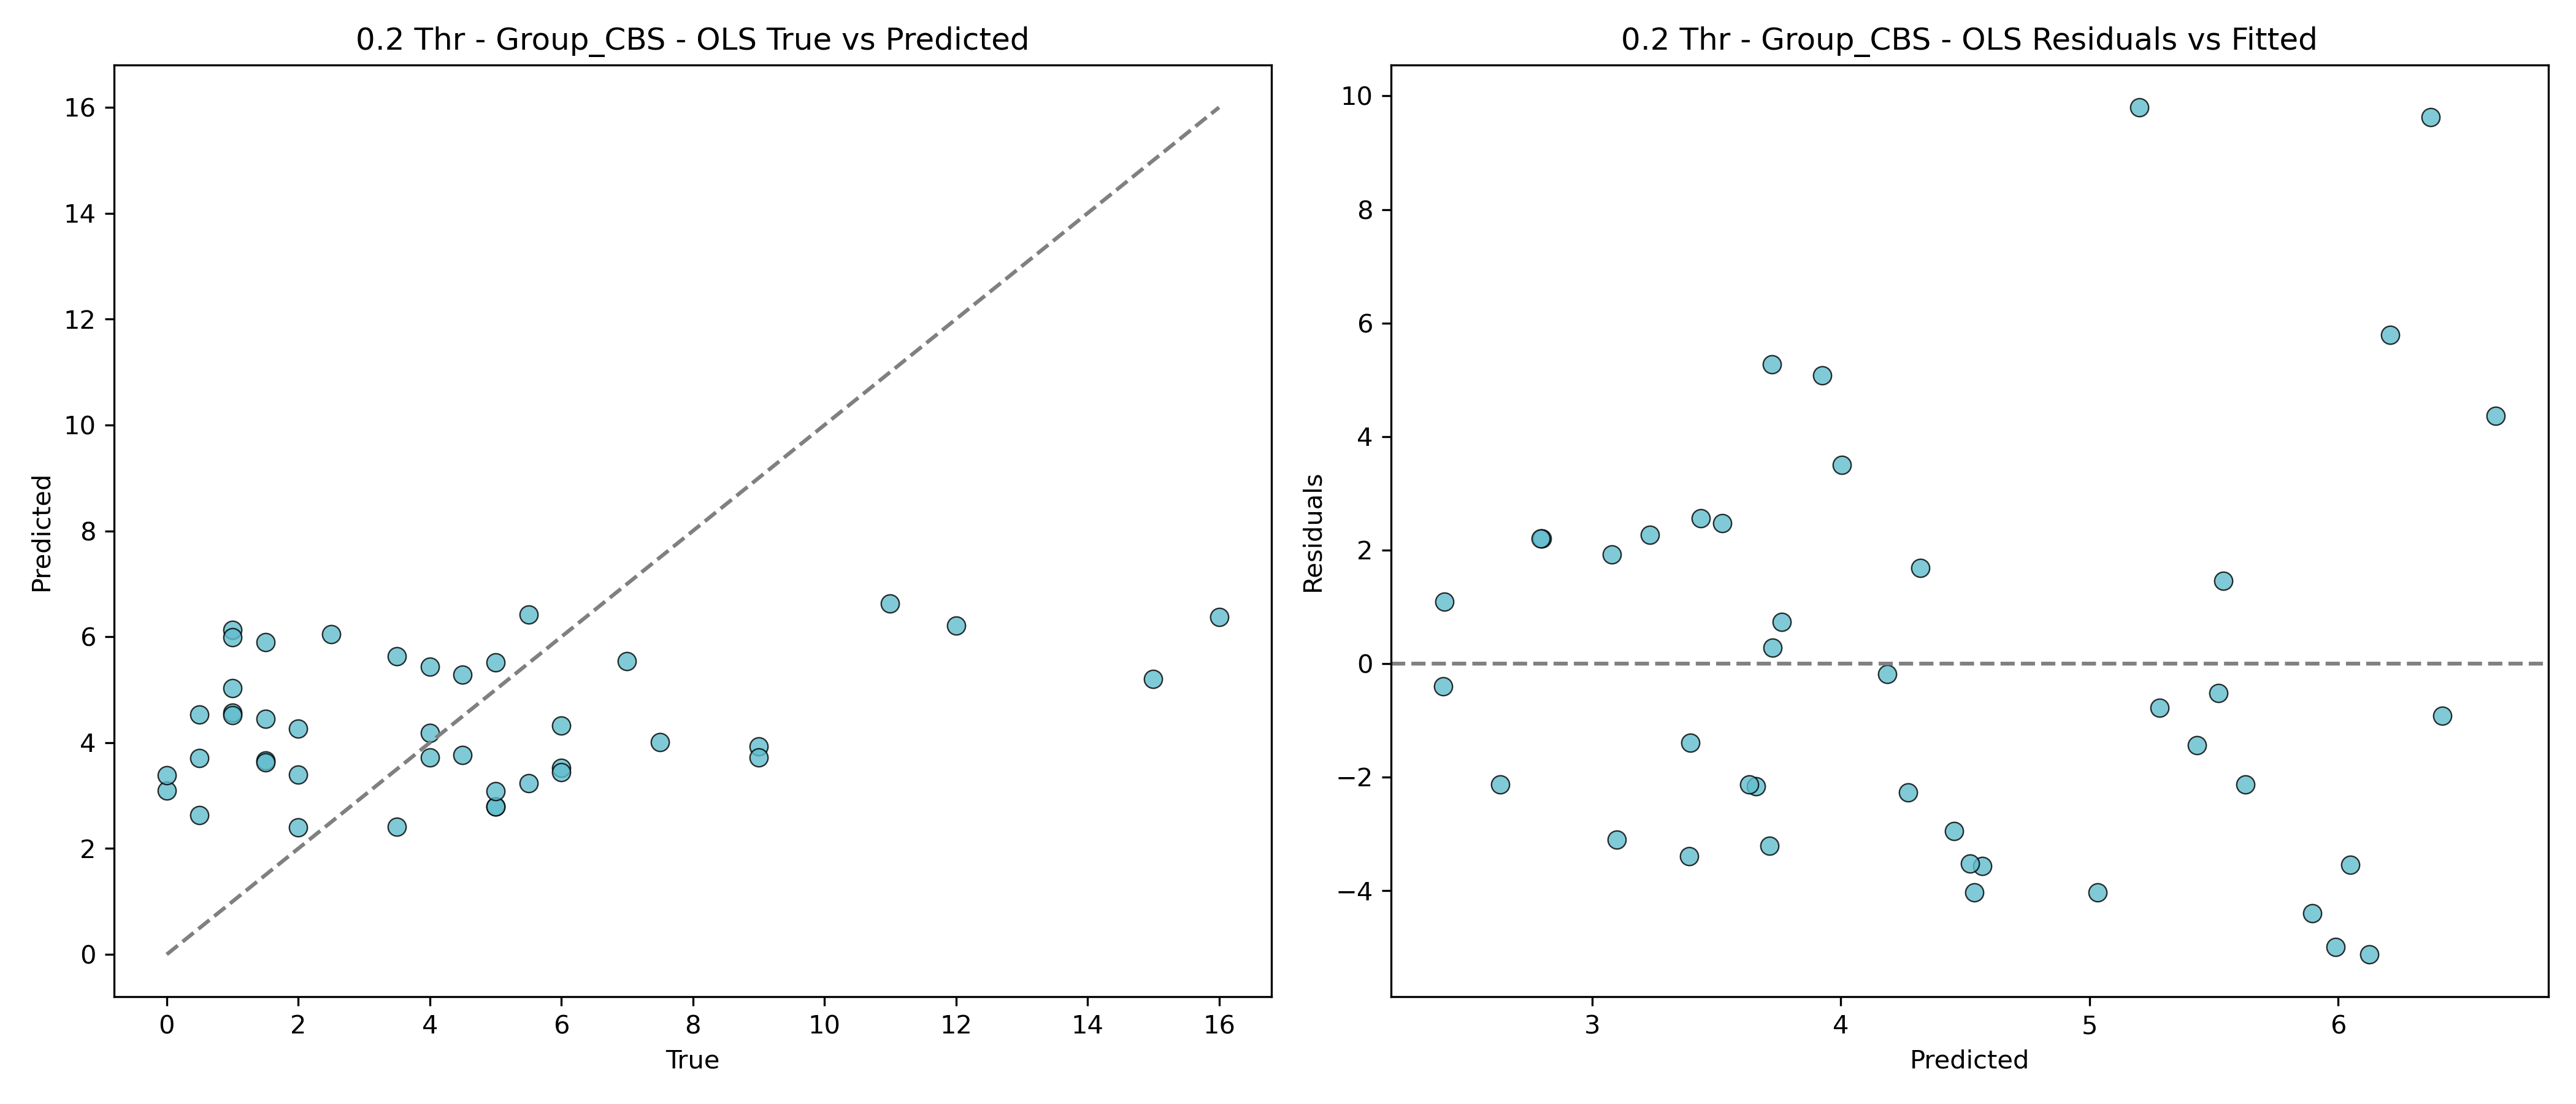 0.2 Thr - Group_CBS - OLS True vs Predicted
16
14
12
10
8
6
4
2
0
Predicted
0 2 4 6 8 10 12 14 16
True
0.2 Thr - Group_CBS - OLS Residuals vs Fitted
10
8
6
4
2
0
−2
−4
Residuals
3 4 5 6
Predicted